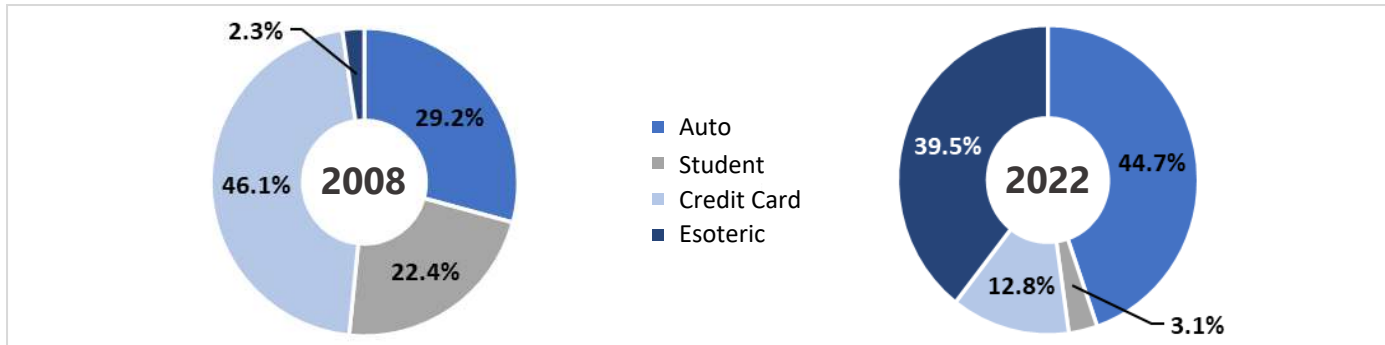 2.3%
29.2%
46.1%
2008
22.4%
Auto
Student
Credit Card
Esoteric
39.5%
44.7%
2022
12.8%
3.1%